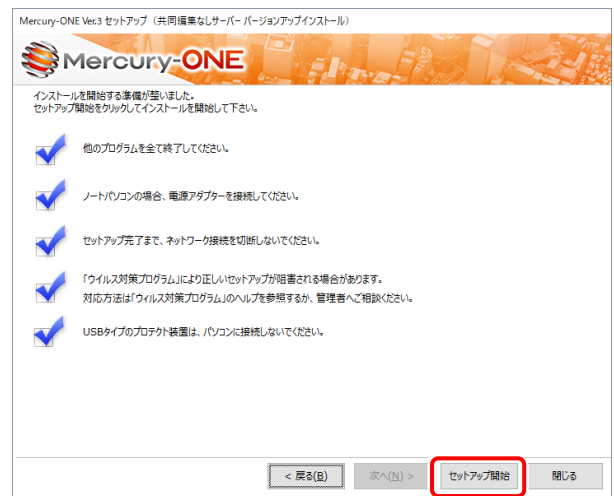 Mercury-ONE Ver.3 セットアップ（共同編集なしサーバー バージョンアップインストール）
Mercury-ONE
インストールを開始する準備が整いました。
セットアップ開始をクリックしてインストールを開始して下さい。
他のプログラムを全て終了してください。
ノートパソコンの場合、電源アダプターを接続してください。
セットアップ完了まで、ネットワーク接続を切断しないでください。
「ウイルス対策プログラム」により正しいセットアップが阻害される場合があります。
対応方法は「ウィルス対策プログラム」のヘルプを参照するか、管理者へご相談ください。
USBタイプのプロテクト装置は、パソコンに接続しないでください。
< 戻る(B) 次へ(N) > セットアップ開始 閉じる